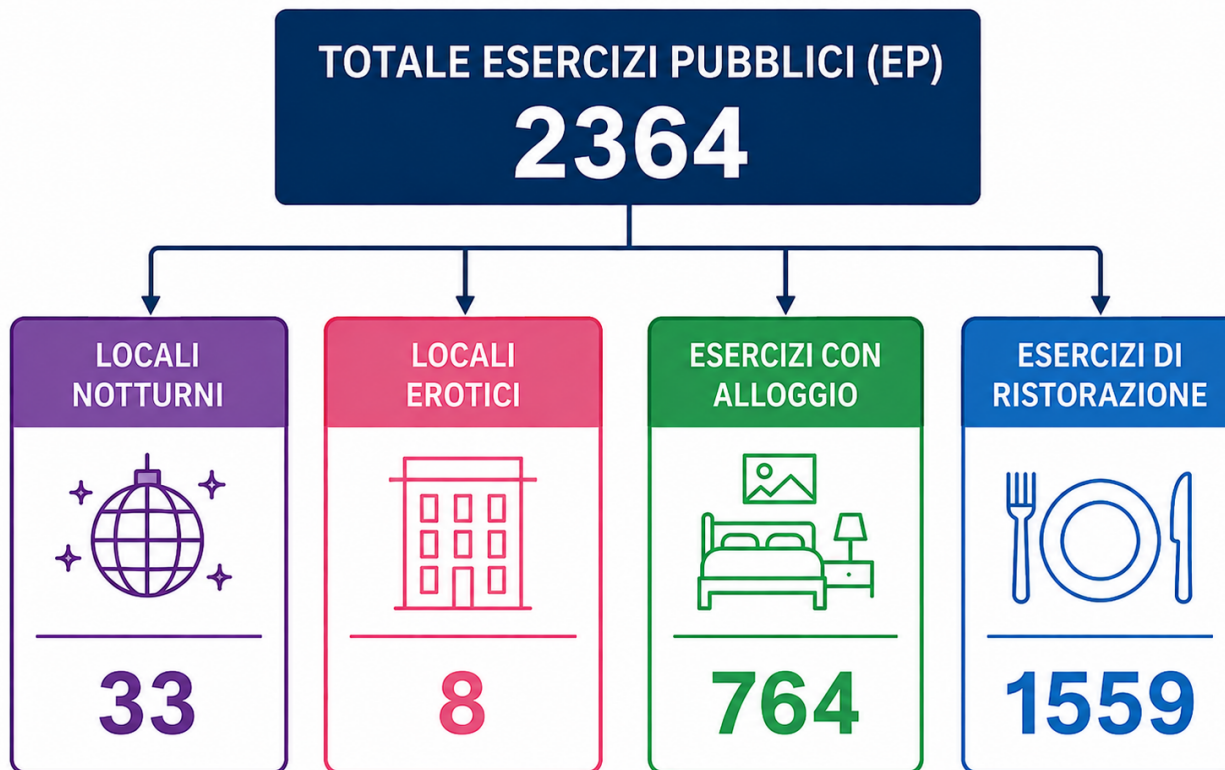 TOTALE ESERCIZI PUBBLICI (EP)
2364
LOCALI
NOTTURNI
33
LOCALI
EROTICI
8
ESERCIZI CON
ALLOGGIO
764
ESERCIZI DI
RISTORAZIONE
1559